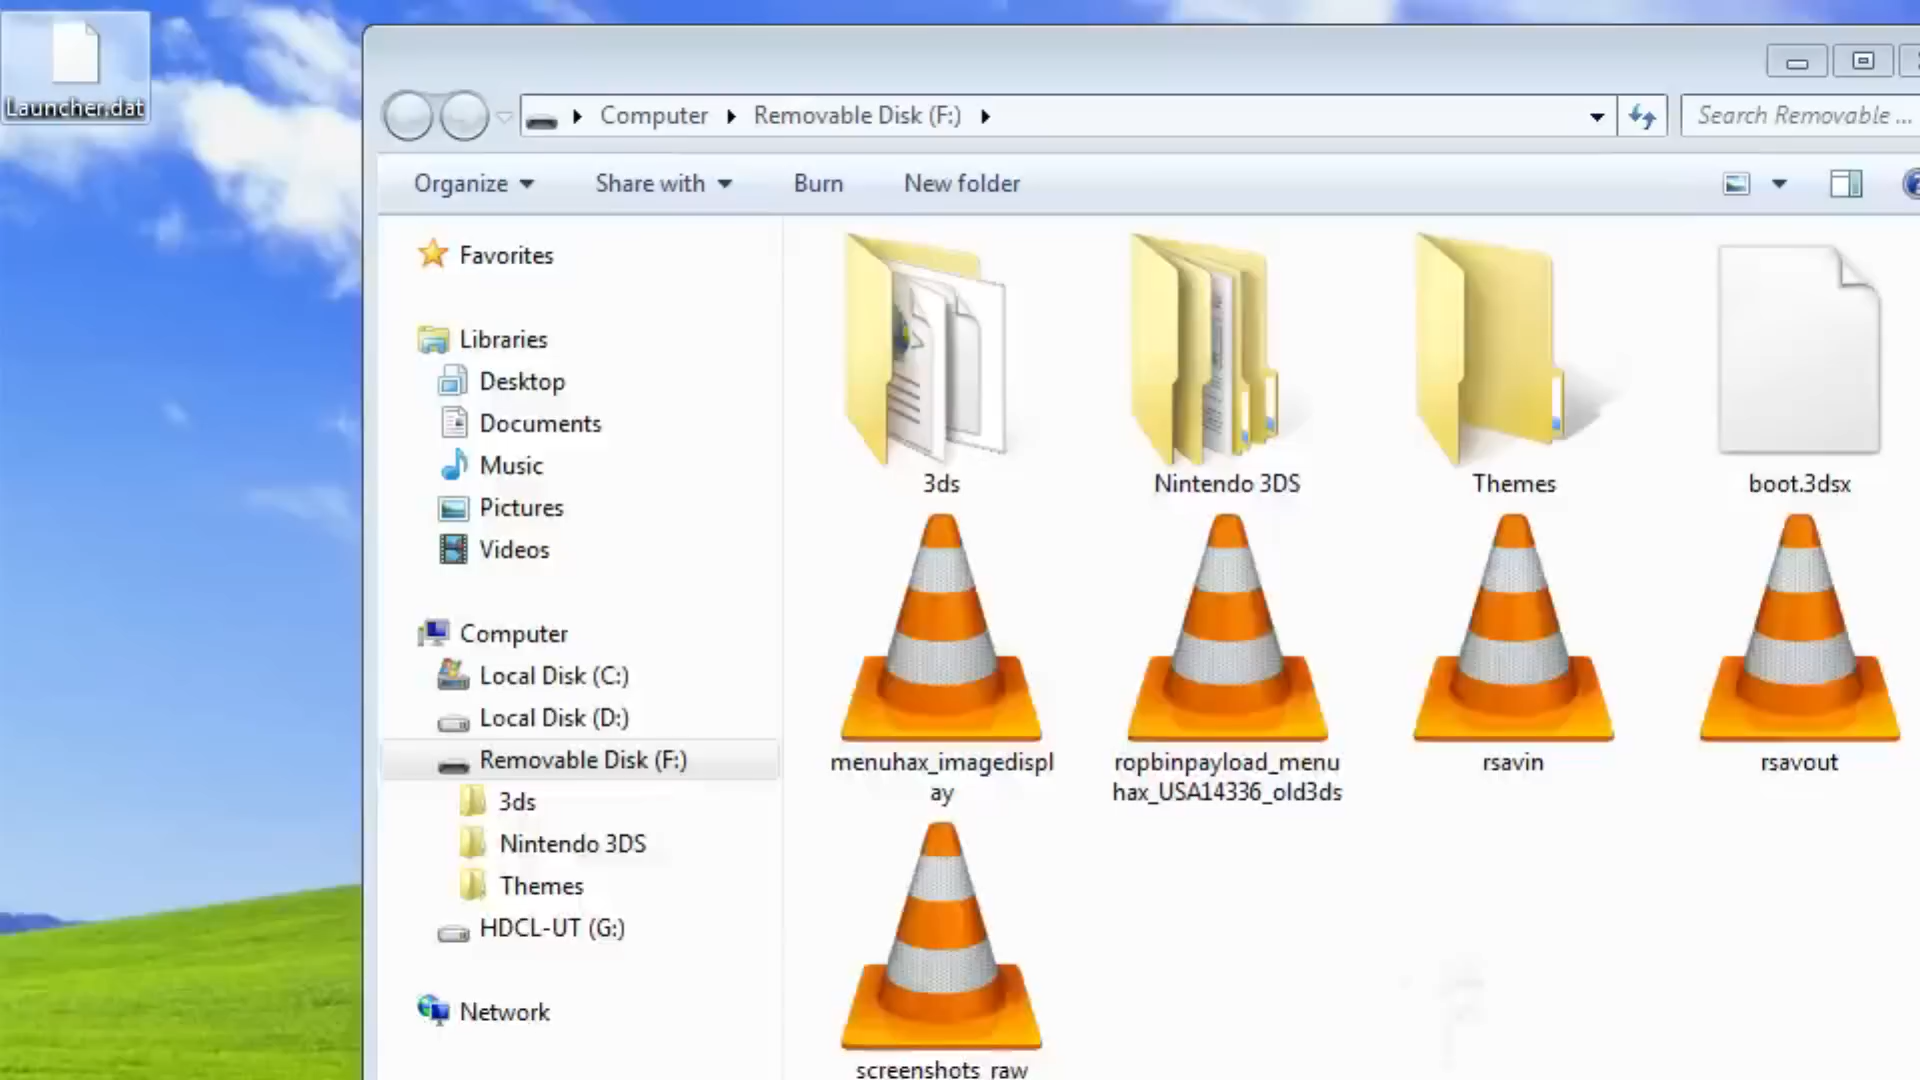 Launcher.dat
Computer
Removable Disk (F:)
Search Removable ...
Organize
Share with
Burn
New folder
Favorites
Libraries
Desktop
Documents
Music
Pictures
Videos
Computer
Local Disk (C:)
Local Disk (D:)
Removable Disk (F:)
3ds
Nintendo 3DS
Themes
HDCL-UT (G:)
Network
3ds
Nintendo 3DS
Themes
boot.3dsx
menuhax_imagedispl
ay
ropbinpayload_menu
hax_USA14336_old3ds
rsavin
rsavout
screenshots_raw